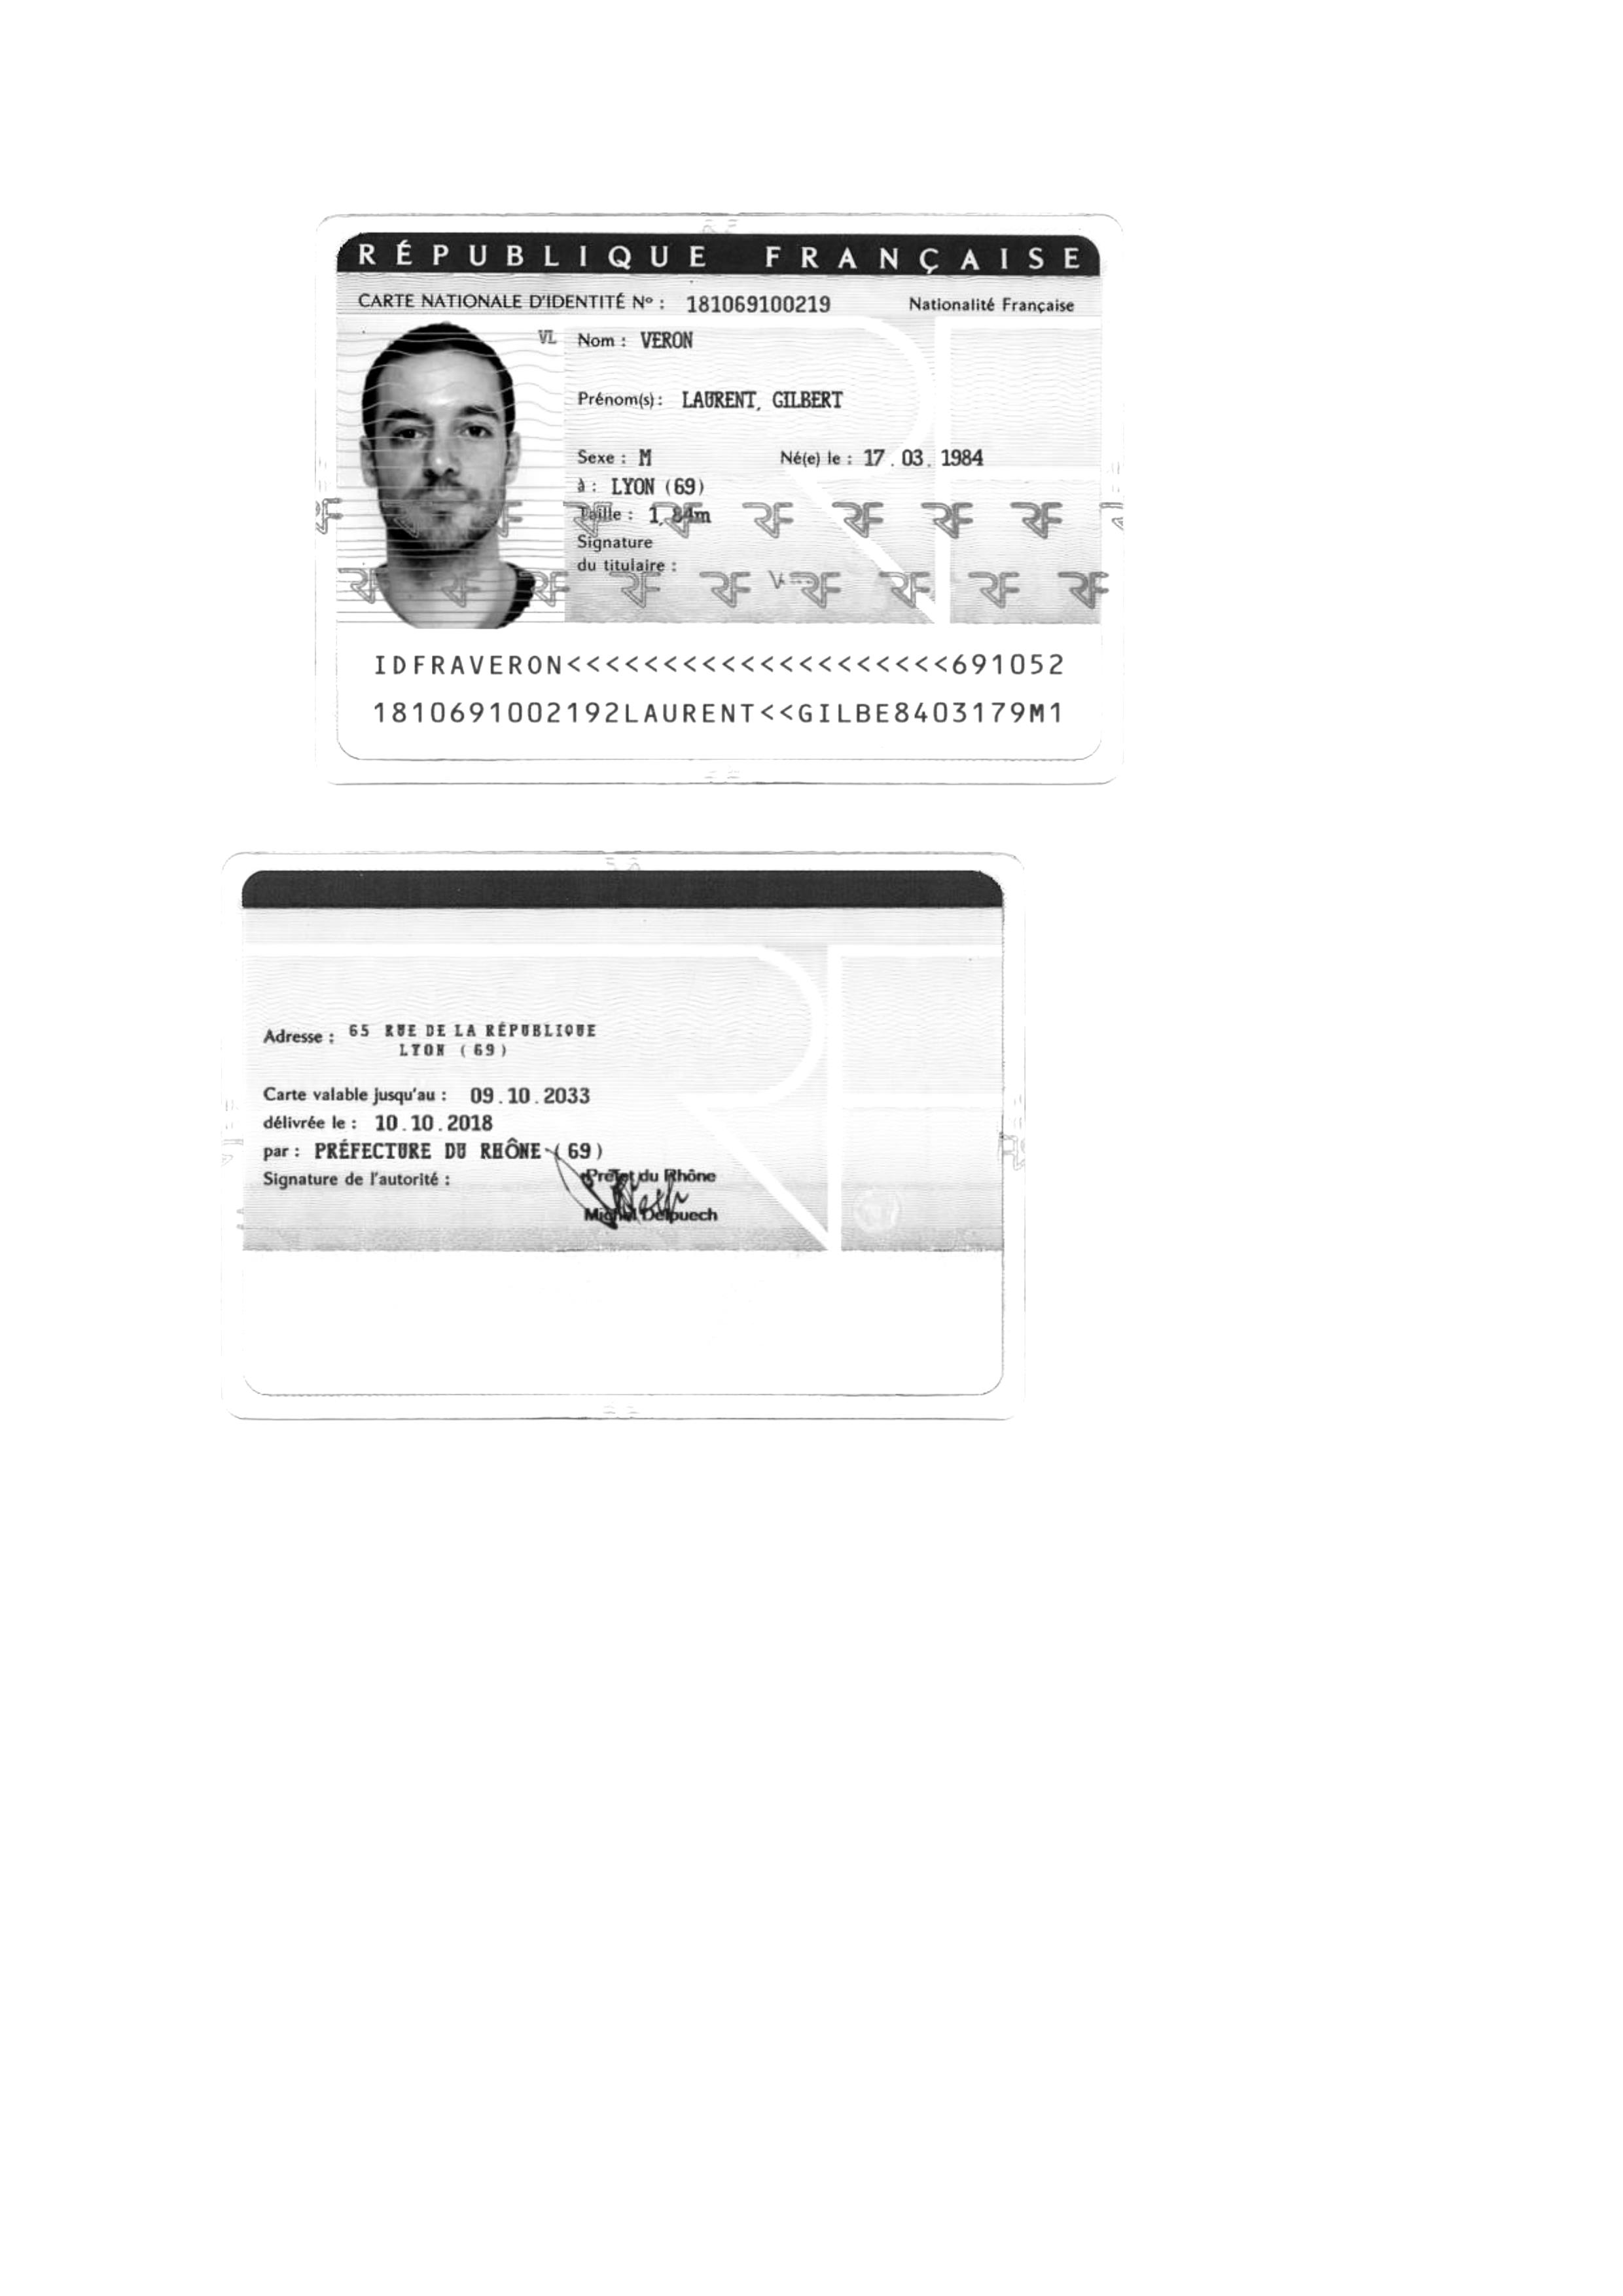 RÉPUBLIQUE FRANÇAISE
CARTE NATIONALE D'IDENTITÉ Nº : 181069100219 Nationalité Française
VL Nom : VERON
Prénom(s) : LAURENT, GILBERT
Sexe : M Né(e) le : 17.03.1984
à : LYON (69)
Taille : 1,84m
Signature
du titulaire :
IDFRAVERON<<<<<<<<<<<<<<<<<<<<691052
1810691002192LAURENT<<GILBE8403179M1
Adresse : 65 RUE DE LA RÉPUBLIQUE
LYON (69)
Carte valable jusqu'au : 09.10.2033
délivrée le : 10.10.2018
par : PRÉFECTURE DU RHÔNE (69)
Signature de l'autorité : Préfet du Rhône
Michel Delpuech